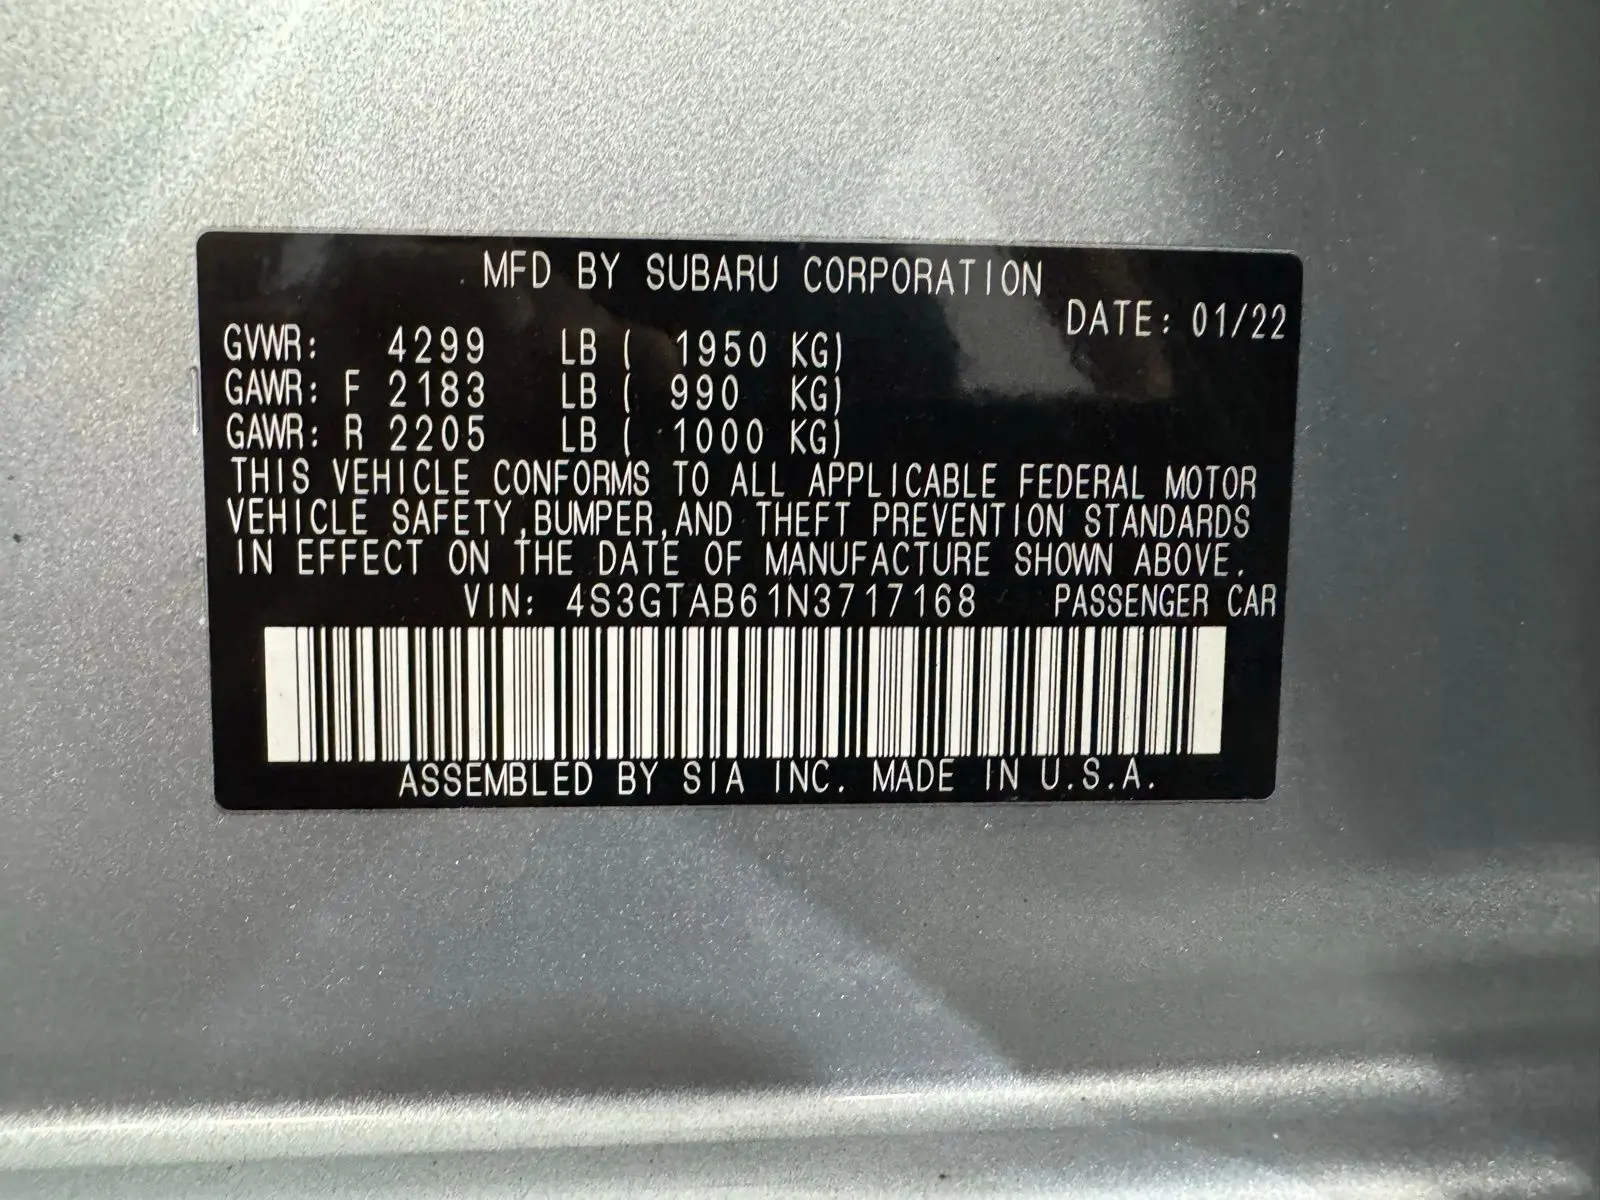 MFD BY SUBARU CORPORATION
DATE: 01/22
GVWR: 4299 LB ( 1950 KG)
GAWR: F 2183 LB ( 990 KG)
GAWR: R 2205 LB ( 1000 KG)
THIS VEHICLE CONFORMS TO ALL APPLICABLE FEDERAL MOTOR
VEHICLE SAFETY,BUMPER,AND THEFT PREVENTION STANDARDS
IN EFFECT ON THE DATE OF MANUFACTURE SHOWN ABOVE.
VIN: 4S3GTAB61N3717168 PASSENGER CAR
ASSEMBLED BY SIA INC. MADE IN U.S.A.